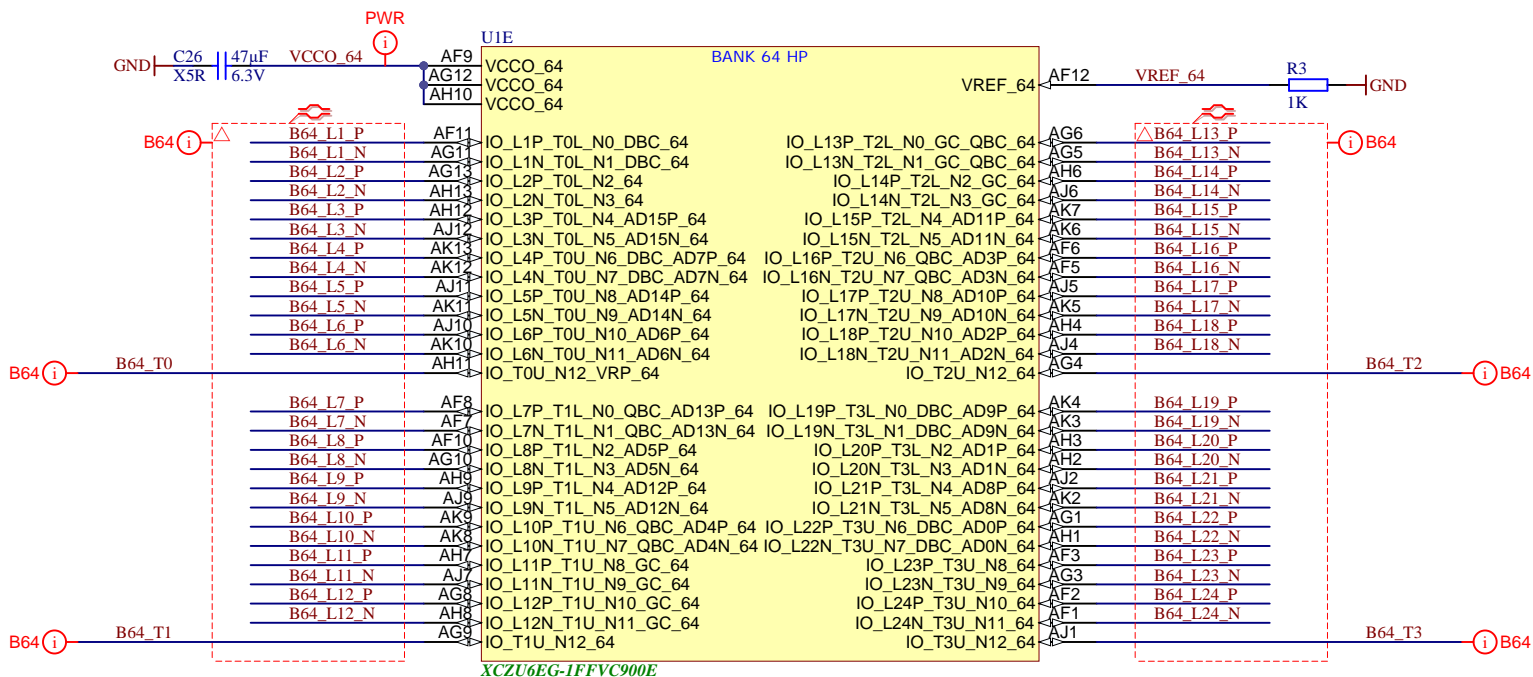 PWR
U1E
BANK 64 HP
GND C26 47µF VCCO_64 AF9 VCCO_64
X5R 6.3V
AG12 VCCO_64
AH10 VCCO_64
VREF_64 AF12 VREF_64 R3 GND
1K
B64 B64_L1_P AF11 IO_L1P_T0L_N0_DBC_64 IO_L13P_T2L_N0_GC_QBC_64 AG6 B64_L13_P B64
B64_L1_N AG11 IO_L1N_T0L_N1_DBC_64 IO_L13N_T2L_N1_GC_QBC_64 AG5 B64_L13_N
B64_L2_P AG13 IO_L2P_T0L_N2_64 IO_L14P_T2L_N2_GC_64 AH6 B64_L14_P
B64_L2_N AH13 IO_L2N_T0L_N3_64 IO_L14N_T2L_N3_GC_64 AJ6 B64_L14_N
B64_L3_P AH12 IO_L3P_T0L_N4_AD15P_64 IO_L15P_T2L_N4_AD11P_64 AK7 B64_L15_P
B64_L3_N AJ12 IO_L3N_T0L_N5_AD15N_64 IO_L15N_T2L_N5_AD11N_64 AK6 B64_L15_N
B64_L4_P AK13 IO_L4P_T0U_N6_DBC_AD7P_64 IO_L16P_T2U_N6_QBC_AD3P_64 AF6 B64_L16_P
B64_L4_N AK12 IO_L4N_T0U_N7_DBC_AD7N_64 IO_L16N_T2U_N7_QBC_AD3N_64 AF5 B64_L16_N
B64_L5_P AJ11 IO_L5P_T0U_N8_AD14P_64 IO_L17P_T2U_N8_AD10P_64 AJ5 B64_L17_P
B64_L5_N AK11 IO_L5N_T0U_N9_AD14N_64 IO_L17N_T2U_N9_AD10N_64 AK5 B64_L17_N
B64_L6_P AJ10 IO_L6P_T0U_N10_AD6P_64 IO_L18P_T2U_N10_AD2P_64 AH4 B64_L18_P
B64_L6_N AK10 IO_L6N_T0U_N11_AD6N_64 IO_L18N_T2U_N11_AD2N_64 AJ4 B64_L18_N
B64 B64_T0 AH11 IO_T0U_N12_VRP_64 IO_T2U_N12_64 AG4 B64_T2 B64
B64_L7_P AF8 IO_L7P_T1L_N0_QBC_AD13P_64 IO_L19P_T3L_N0_DBC_AD9P_64 AK4 B64_L19_P
B64_L7_N AF7 IO_L7N_T1L_N1_QBC_AD13N_64 IO_L19N_T3L_N1_DBC_AD9N_64 AK3 B64_L19_N
B64_L8_P AF10 IO_L8P_T1L_N2_AD5P_64 IO_L20P_T3L_N2_AD1P_64 AH3 B64_L20_P
B64_L8_N AG10 IO_L8N_T1L_N3_AD5N_64 IO_L20N_T3L_N3_AD1N_64 AH2 B64_L20_N
B64_L9_P AH9 IO_L9P_T1L_N4_AD12P_64 IO_L21P_T3L_N4_AD8P_64 AJ2 B64_L21_P
B64_L9_N AJ9 IO_L9N_T1L_N5_AD12N_64 IO_L21N_T3L_N5_AD8N_64 AK2 B64_L21_N
B64_L10_P AK9 IO_L10P_T1U_N6_QBC_AD4P_64 IO_L22P_T3U_N6_DBC_AD0P_64 AG1 B64_L22_P
B64_L10_N AK8 IO_L10N_T1U_N7_QBC_AD4N_64 IO_L22N_T3U_N7_DBC_AD0N_64 AH1 B64_L22_N
B64_L11_P AH7 IO_L11P_T1U_N8_GC_64 IO_L23P_T3U_N8_64 AF3 B64_L23_P
B64_L11_N AJ7 IO_L11N_T1U_N9_GC_64 IO_L23N_T3U_N9_64 AG3 B64_L23_N
B64_L12_P AG8 IO_L12P_T1U_N10_GC_64 IO_L24P_T3U_N10_64 AF2 B64_L24_P
B64_L12_N AH8 IO_L12N_T1U_N11_GC_64 IO_L24N_T3U_N11_64 AF1 B64_L24_N
B64 B64_T1 AG9 IO_T1U_N12_64 IO_T3U_N12_64 AJ1 B64_T3 B64
XCZU6EG-1FFVC900E